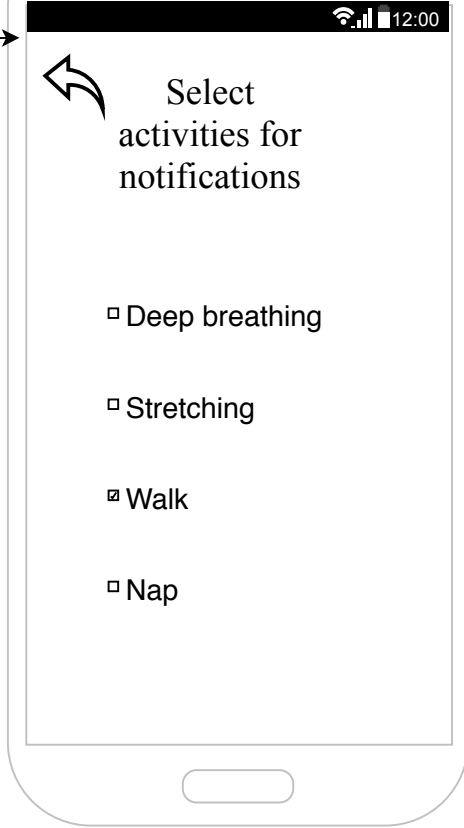 12:00
Select
activities for
notifications
Deep breathing
Stretching
Walk
Nap